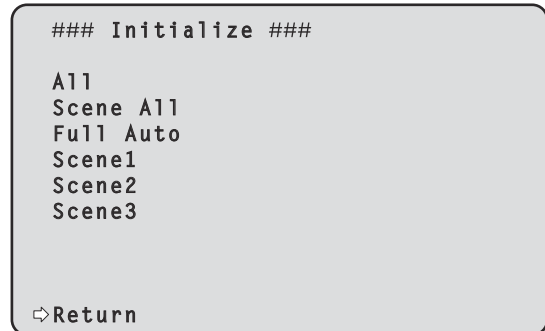 ### Initialize ###
All
Scene All
Full Auto
Scene1
Scene2
Scene3
⇨Return